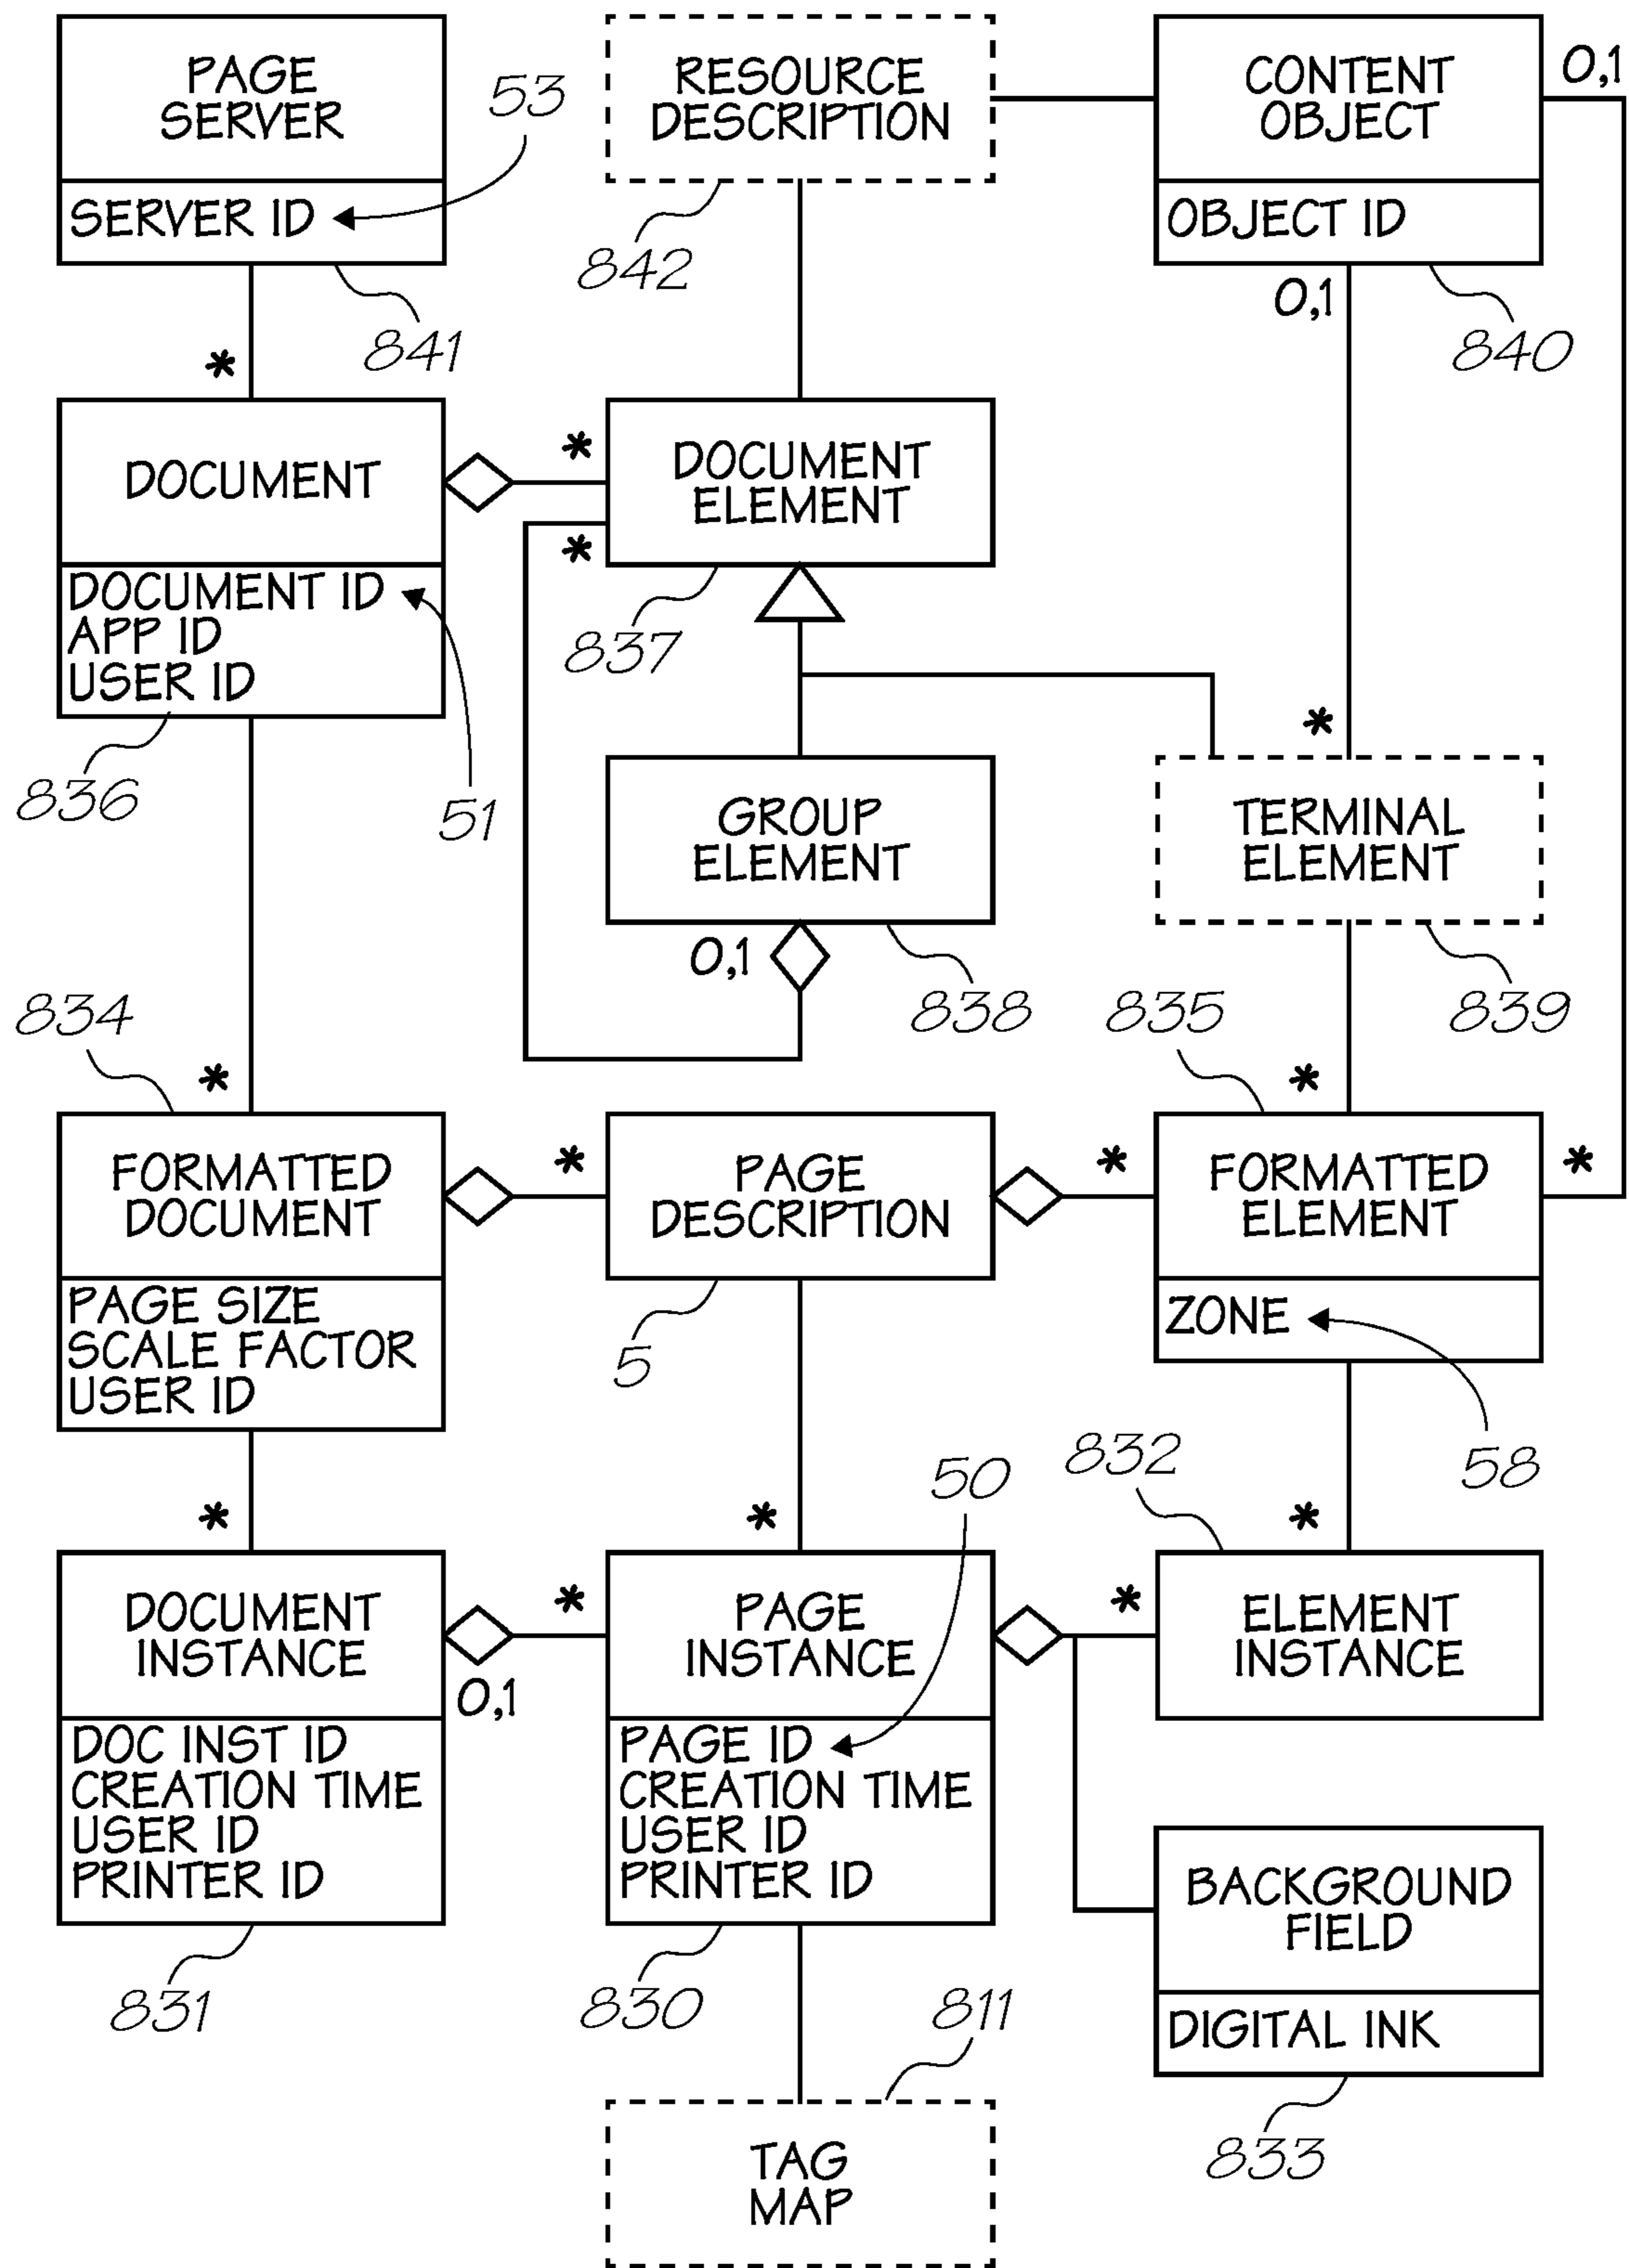 PAGE
SERVER
SERVER ID
53
841
RESOURCE
DESCRIPTION
842
CONTENT
OBJECT
OBJECT ID
0,1
0,1
840
*
DOCUMENT
DOCUMENT ID
APP ID
USER ID
836
51
*
*
DOCUMENT
ELEMENT
837
GROUP
ELEMENT
0,1
838
*
TERMINAL
ELEMENT
839
834
*
FORMATTED
DOCUMENT
PAGE SIZE
SCALE FACTOR
USER ID
*
PAGE
DESCRIPTION
5
835
*
*
*
FORMATTED
ELEMENT
ZONE
58
*
DOCUMENT
INSTANCE
DOC INST ID
CREATION TIME
USER ID
PRINTER ID
831
0,1
*
*
50
PAGE
INSTANCE
PAGE ID
CREATION TIME
USER ID
PRINTER ID
830
832
*
*
ELEMENT
INSTANCE
BACKGROUND
FIELD
DIGITAL INK
833
811
TAG
MAP